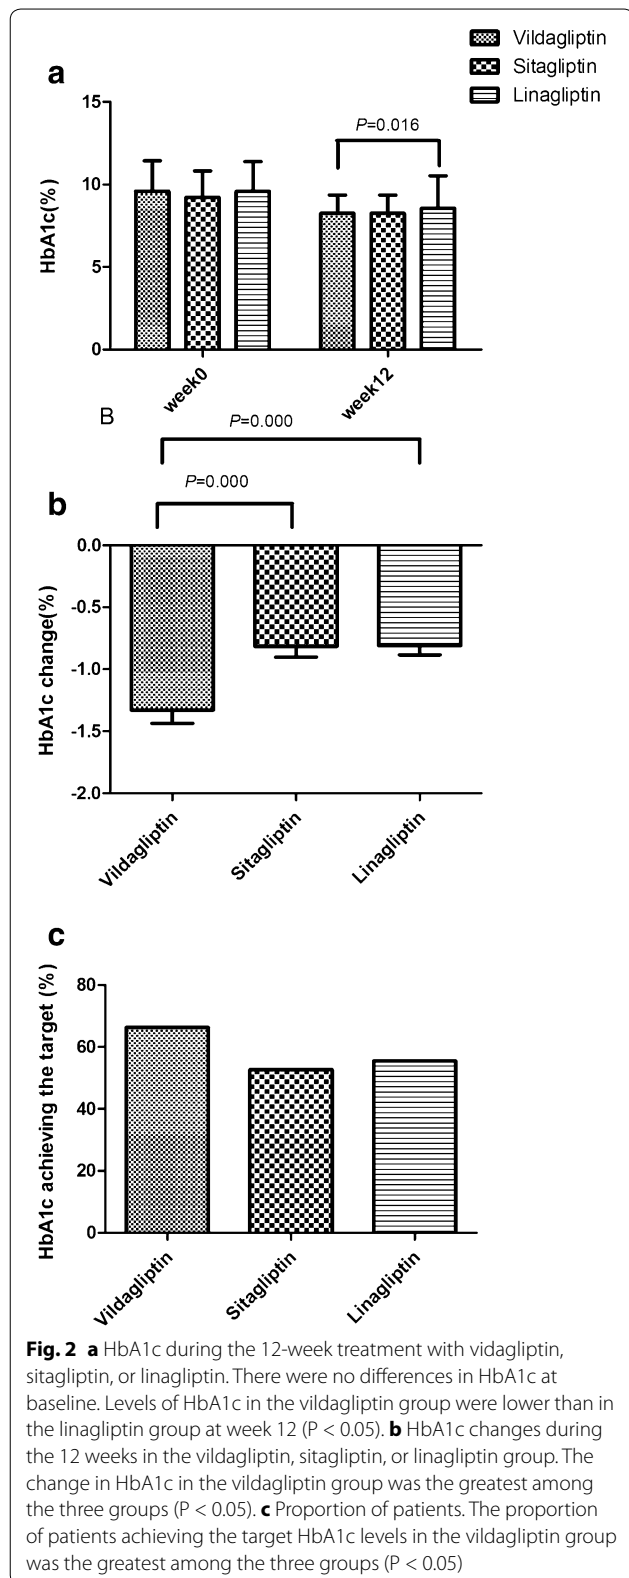 Vildagliptin
Sitagliptin
Linagliptin
a
15
10
5
0
HbA1c(%)
P=0.016
week0
week12
B
P=0.000
P=0.000
b
0.0
-0.5
-1.0
-1.5
-2.0
HbA1c change(%)
Vildagliptin
Sitagliptin
Linagliptin
c
80
60
40
20
0
HbA1c achieving the target (%)
Vildagliptin
Sitagliptin
Linagliptin
Fig. 2 a HbA1c during the 12-week treatment with vidagliptin,
sitagliptin, or linagliptin. There were no differences in HbA1c at
baseline. Levels of HbA1c in the vildagliptin group were lower than in
the linagliptin group at week 12 (P < 0.05). b HbA1c changes during
the 12 weeks in the vildagliptin, sitagliptin, or linagliptin group. The
change in HbA1c in the vildagliptin group was the greatest among
the three groups (P < 0.05). c Proportion of patients. The proportion
of patients achieving the target HbA1c levels in the vildagliptin group
was the greatest among the three groups (P < 0.05)